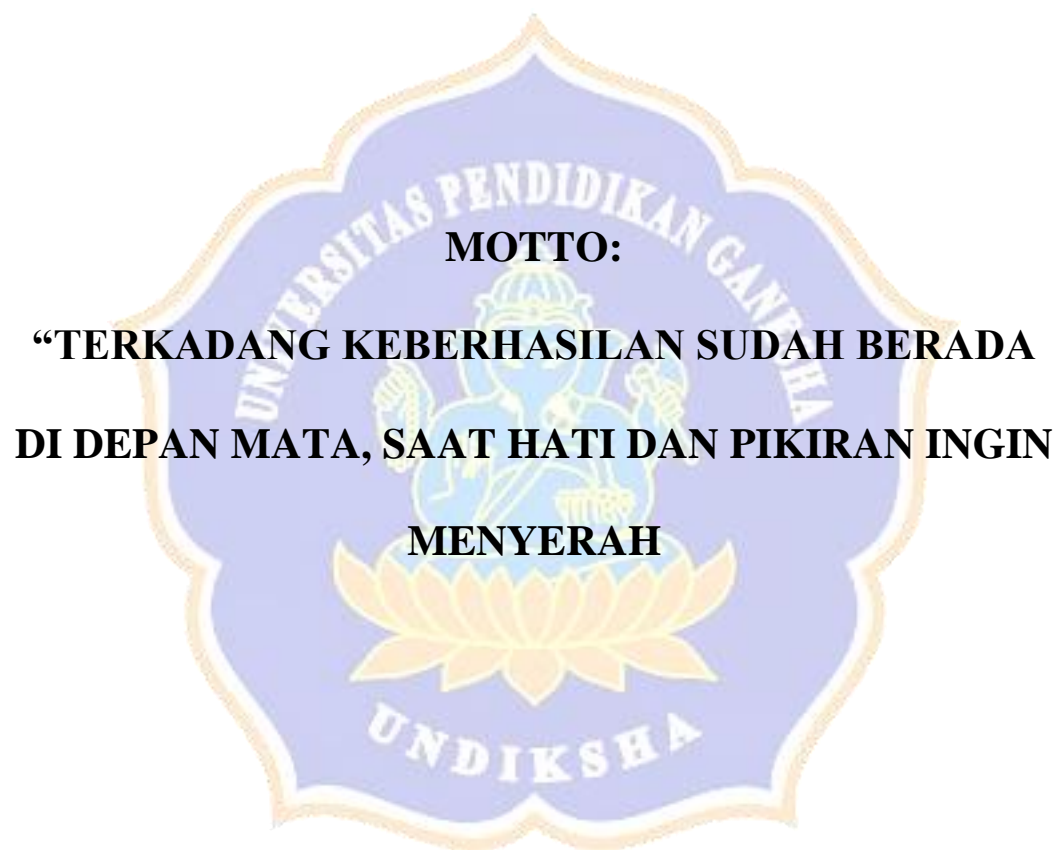 UNIVERSITAS PENDIDIKAN GANESHA
MOTTO:
“TERKADANG KEBERHASILAN SUDAH BERADA
DI DEPAN MATA, SAAT HATI DAN PIKIRAN INGIN
MENYERAH
UNDIKSHA